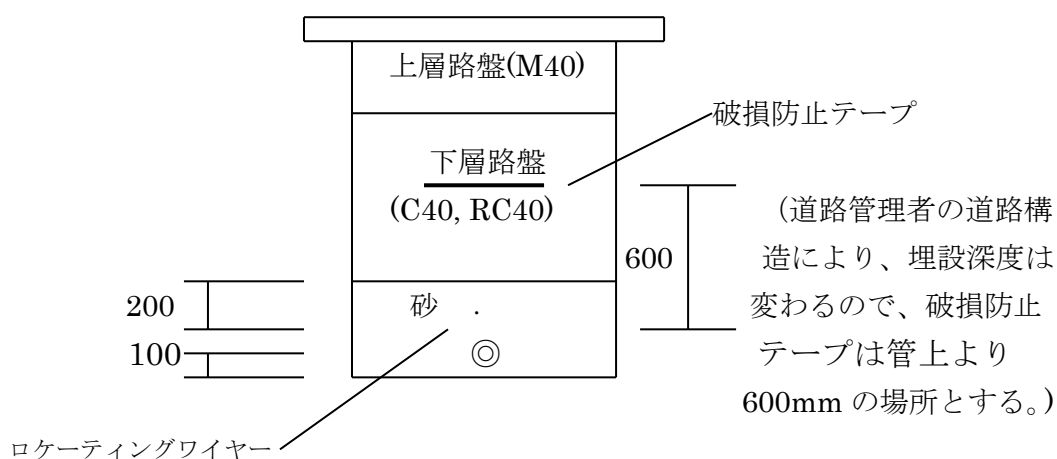 上層路盤(M40)
破損防止テープ
下層路盤
(C40, RC40)
600
（道路管理者の道路構
造により、埋設深度は
変わるので、破損防止
テープは管上より
600mm の場所とする。)
200
砂 .
100
◎
ロケーティングワイヤー